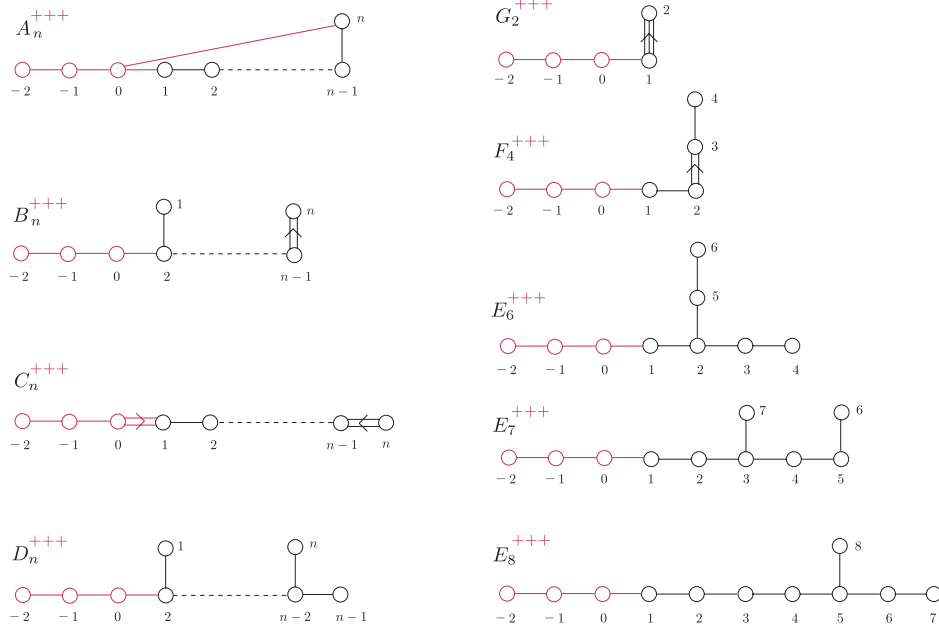 A_n^{+++}
n
-2 -1 0 1 2 n-1
B_n^{+++}
1 n
-2 -1 0 2 n-1
C_n^{+++}
-2 -1 0 1 2 n-1 n
D_n^{+++}
1 n
-2 -1 0 2 n-2 n-1
G_2^{+++}
2
-2 -1 0 1
4
F_4^{+++}
3
-2 -1 0 1 2
6
E_6^{+++}
5
-2 -1 0 1 2 3 4
E_7^{+++}
7 6
-2 -1 0 1 2 3 4 5
E_8^{+++}
8
-2 -1 0 1 2 3 4 5 6 7